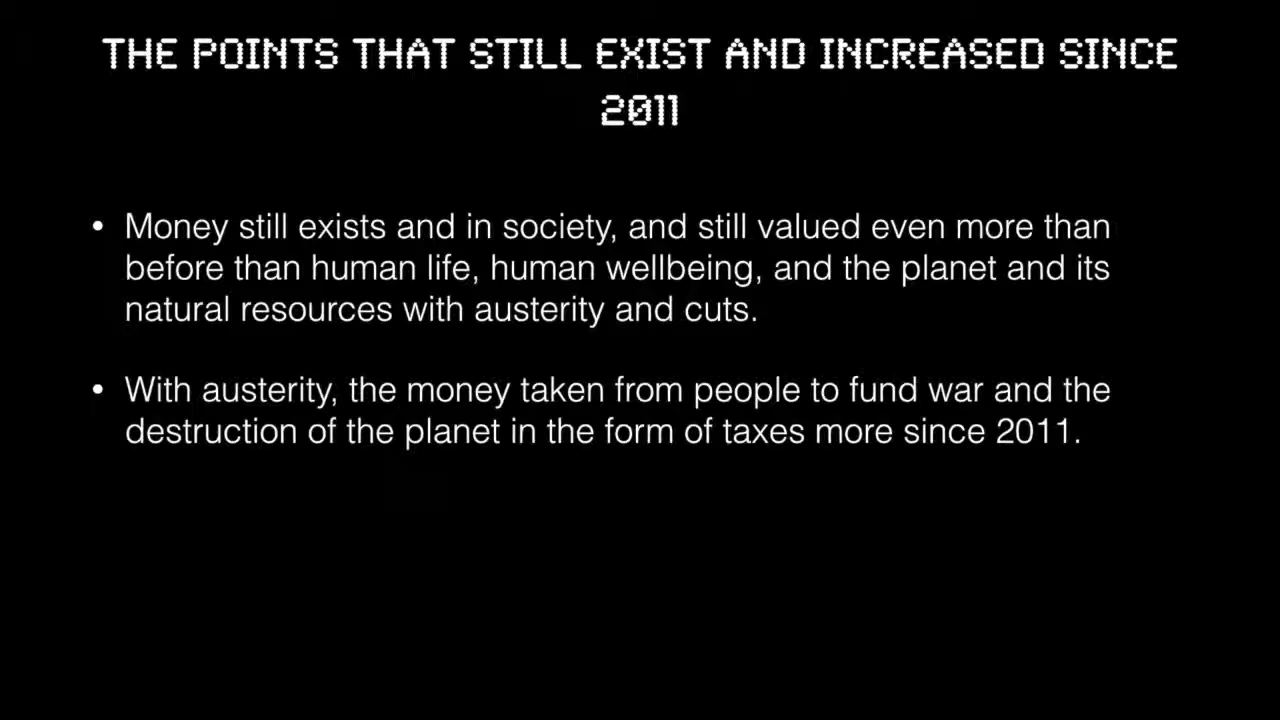 THE POINTS THAT STILL EXIST AND INCREASED SINCE
2011
• Money still exists and in society, and still valued even more than
before than human life, human wellbeing, and the planet and its
natural resources with austerity and cuts.
• With austerity, the money taken from people to fund war and the
destruction of the planet in the form of taxes more since 2011.